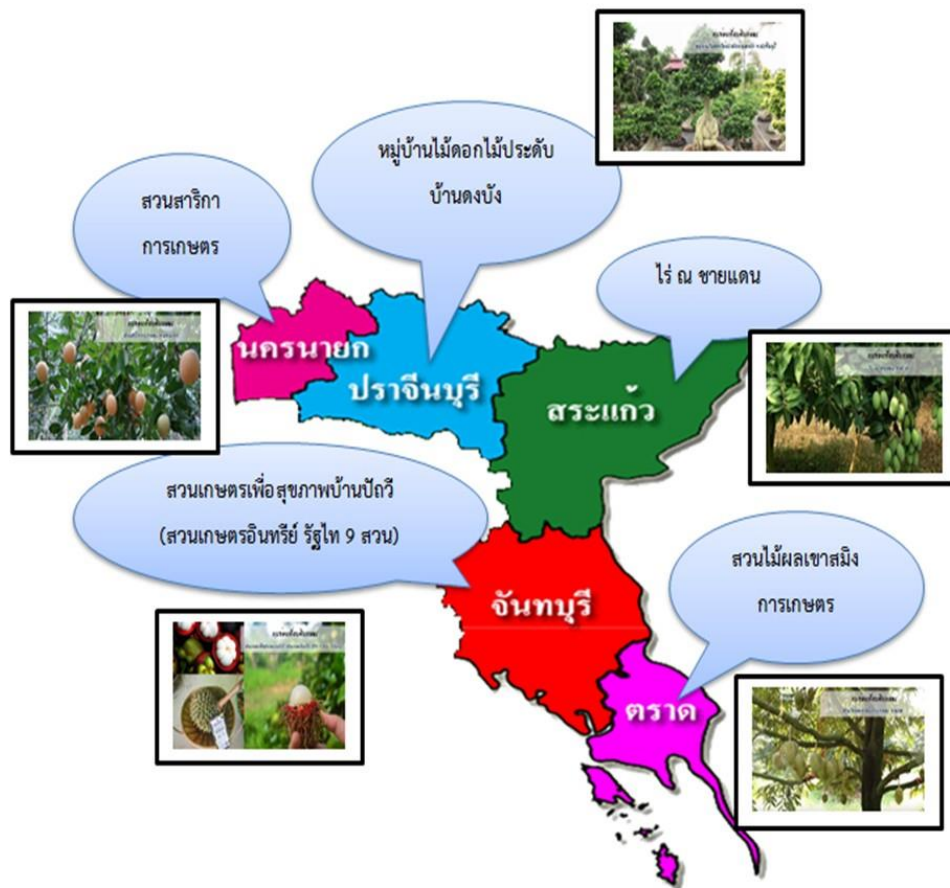 หมู่บ้านไม้ดอกไม้ประดับ
บ้านดงบัง
สวนสาริกา
การเกษตร
ไร่ ณ ชายแดน
นครนายก
ปราจีนบุรี
สระแก้ว
สวนเกษตรเพื่อสุขภาพบ้านปัถวี
(สวนเกษตรอินทรีย์ รัฐไท 9 สวน)
จันทบุรี
สวนไม้ผลเขาสมิง
การเกษตร
ตราด